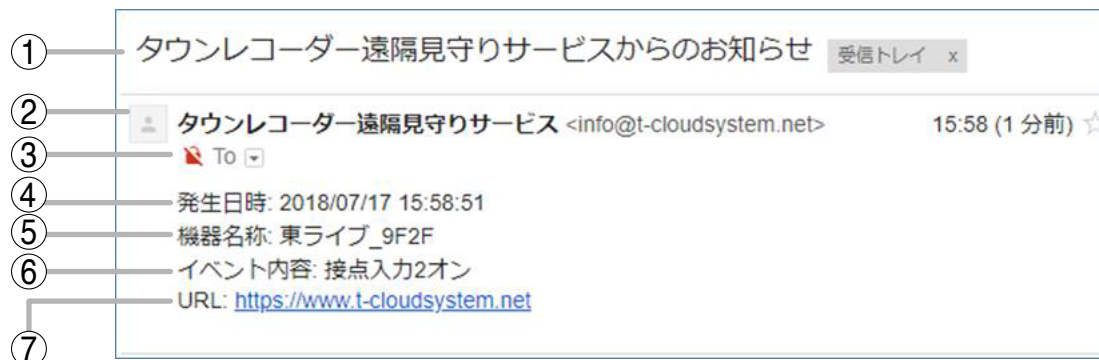 ① タウンレコーダー遠隔見守りサービスからのお知らせ 受信トレイ x
② タウンレコーダー遠隔見守りサービス <info@t-cloudsystem.net> 15:58 (1 分前)
③ To
④ 発生日時: 2018/07/17 15:58:51
⑤ 機器名称: 東ライブ_9F2F
⑥ イベント内容: 接点入力2オン
⑦ URL: https://www.t-cloudsystem.net